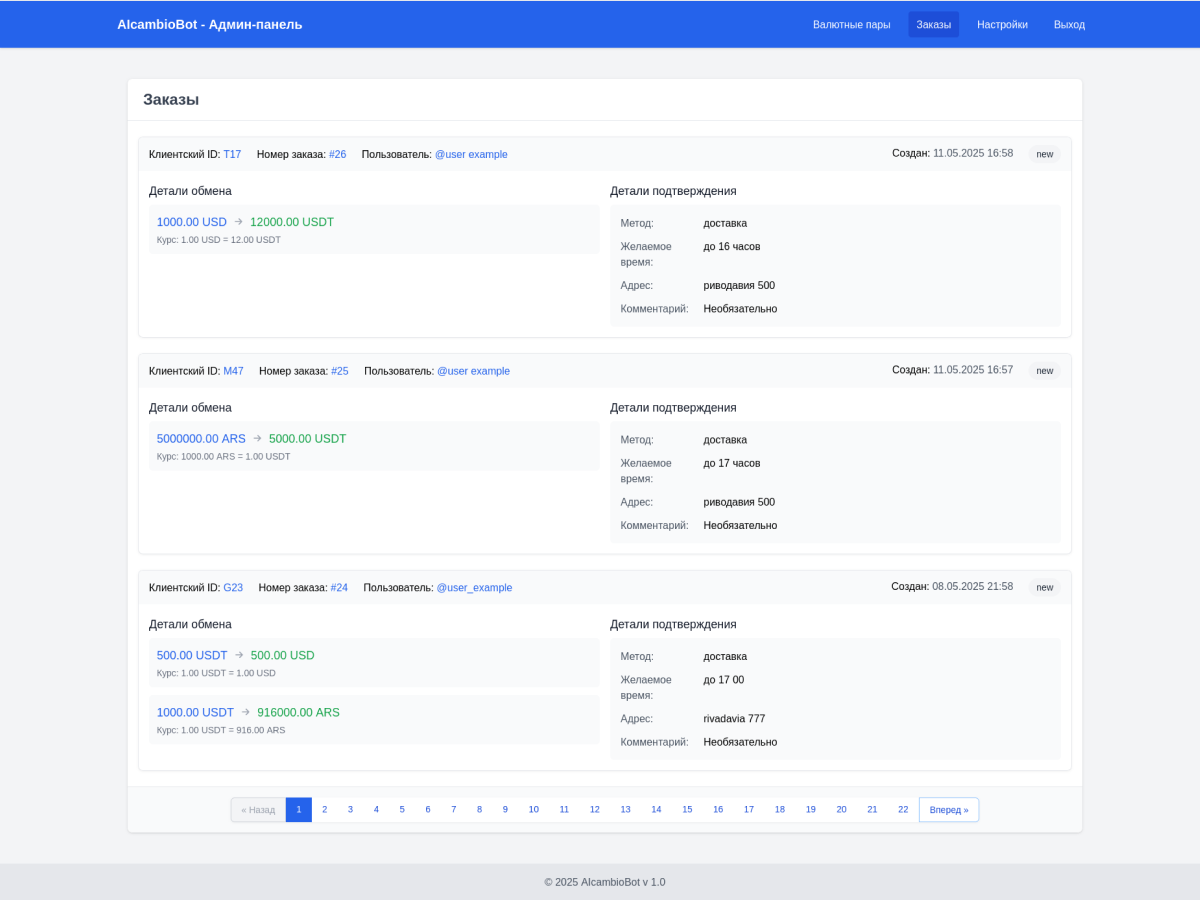 AIcambioBot - Админ-панель
Валютные пары Заказы Настройки Выход
Заказы
Клиентский ID: T17 Номер заказа: #26 Пользователь: @user example Создан: 11.05.2025 16:58 new
Детали обмена
1000.00 USD → 12000.00 USDT
Курс: 1.00 USD = 12.00 USDT
Детали подтверждения
Метод: доставка
Желаемое до 16 часов
время:
Адрес: риводавия 500
Комментарий: Необязательно
Клиентский ID: M47 Номер заказа: #25 Пользователь: @user example Создан: 11.05.2025 16:57 new
Детали обмена
5000000.00 ARS → 5000.00 USDT
Курс: 1000.00 ARS = 1.00 USDT
Детали подтверждения
Метод: доставка
Желаемое до 17 часов
время:
Адрес: риводавия 500
Комментарий: Необязательно
Клиентский ID: G23 Номер заказа: #24 Пользователь: @user_example Создан: 08.05.2025 21:58 new
Детали обмена
500.00 USDT → 500.00 USD
Курс: 1.00 USDT = 1.00 USD
1000.00 USDT → 916000.00 ARS
Курс: 1.00 USDT = 916.00 ARS
Детали подтверждения
Метод: доставка
Желаемое до 17 00
время:
Адрес: rivadavia 777
Комментарий: Необязательно
« Назад 1 2 3 4 5 6 7 8 9 10 11 12 13 14 15 16 17 18 19 20 21 22 Вперед »
© 2025 AIcambioBot v 1.0